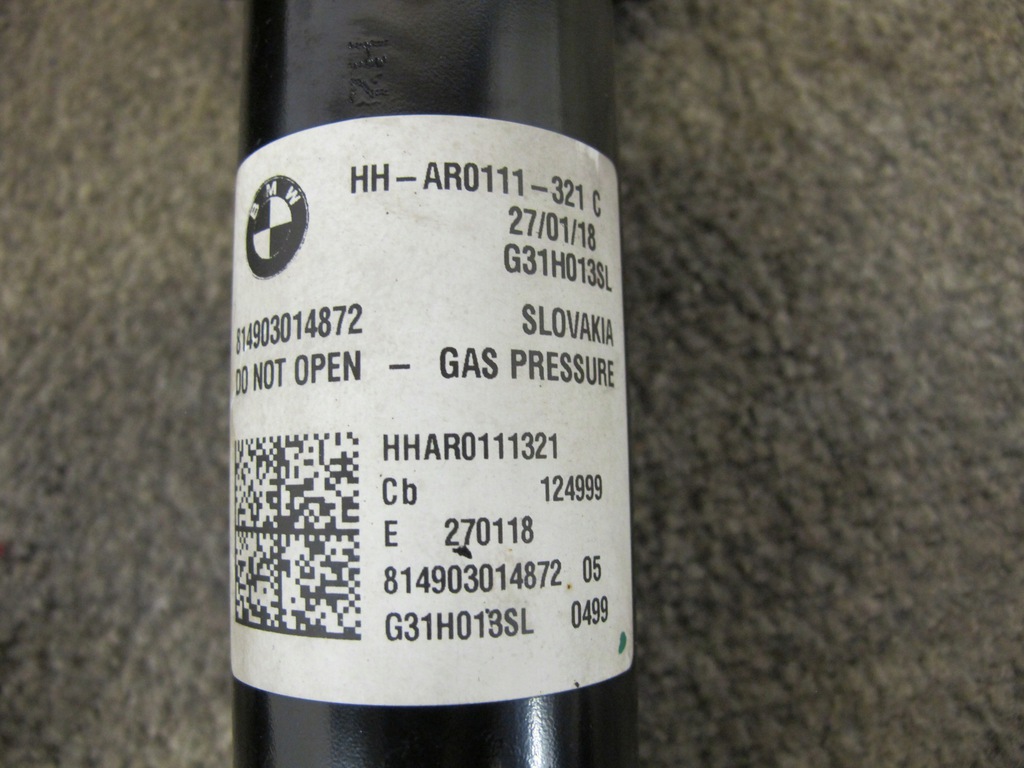 BMW
HH-AR0111-321 C
27/01/18
G31H013SL
814903014872 SLOVAKIA
DO NOT OPEN - GAS PRESSURE
HHAR0111321
Cb 124999
E 270118
814903014872 05
G31H013SL 0499